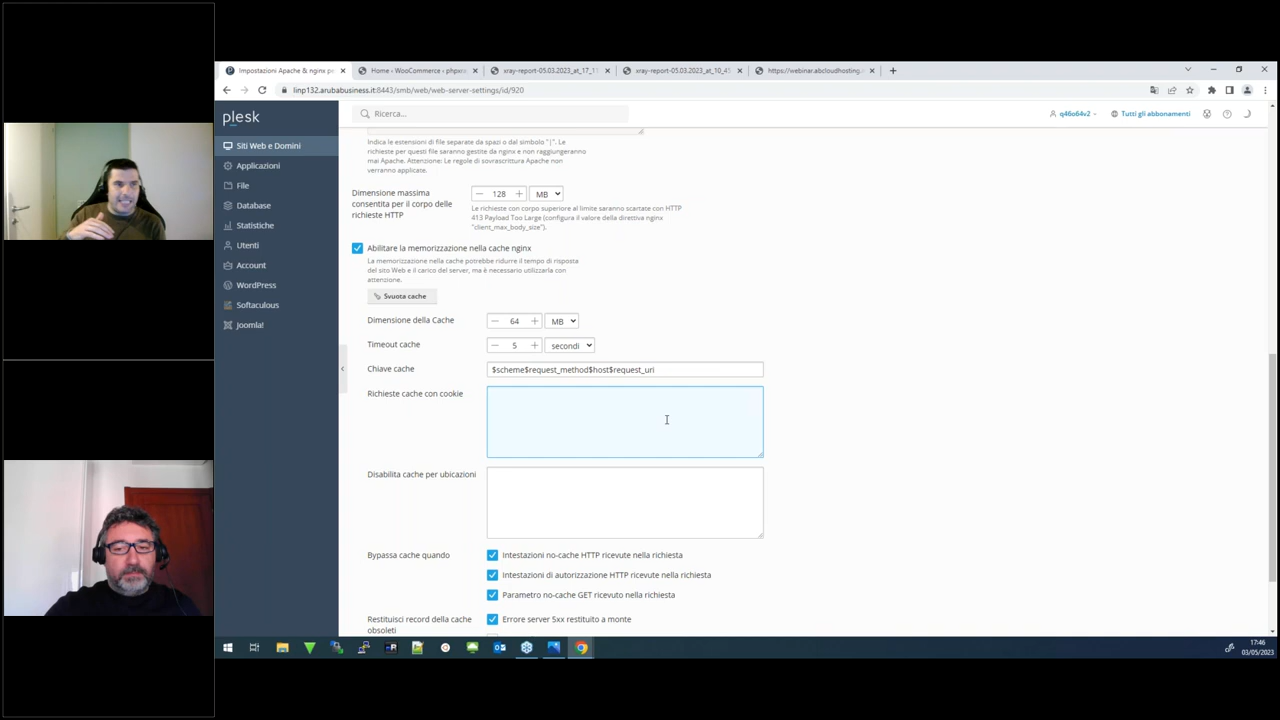 Impostazioni Apache & nginx p
Home ‹ WooCommerce ‹ phpx
xray-report-05.03.2023_at_17_11
xray-report-05.03.2023_at_10_45
https://webinar.abcloudhosting.
linp132.arubabusiness.it:8443/smb/web/web-server-settings/id/920
plesk
Ricerca...
q46o64v2
Tutti gli abbonamenti
Siti Web e Domini
Applicazioni
File
Database
Statistiche
Utenti
Account
WordPress
Softaculous
Joomla!
Indica le estensioni di file separate da spazi o dal simbolo "|". Le
richieste per questi file saranno gestite da nginx e non raggiungeranno
mai Apache. Attenzione: Le regole di sovrascrittura Apache non
verranno applicate.
Dimensione massima
consentita per il corpo delle
richieste HTTP
128
MB
Le richieste con corpo superiore al limite saranno scartate con HTTP
413 Payload Too Large (configura il valore della direttiva nginx
"client_max_body_size").
Abilitare la memorizzazione nella cache nginx
La memorizzazione nella cache potrebbe ridurre il tempo di risposta
del sito Web e il carico del server, ma è necessario utilizzarla con
attenzione.
Svuota cache
Dimensione della Cache
64
MB
Timeout cache
5
secondi
Chiave cache
$scheme$request_method$host$request_uri
Richieste cache con cookie
Disabilita cache per ubicazioni
Bypassa cache quando
Intestazioni no-cache HTTP ricevute nella richiesta
Intestazioni di autorizzazione HTTP ricevute nella richiesta
Parametro no-cache GET ricevuto nella richiesta
Restituisci record della cache
obsoleti
Errore server 5xx restituito a monte
17:46
03/05/2023